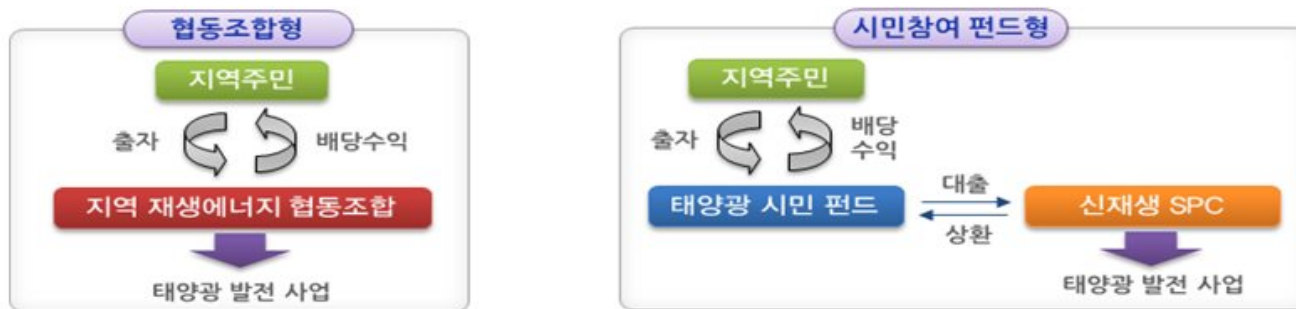 협동조합형
지역주민
출자
배당수익
지역 재생에너지 협동조합
태양광 발전 사업
시민참여 펀드형
지역주민
출자
배당
수익
태양광 시민 펀드
대출
상환
신재생 SPC
태양광 발전 사업